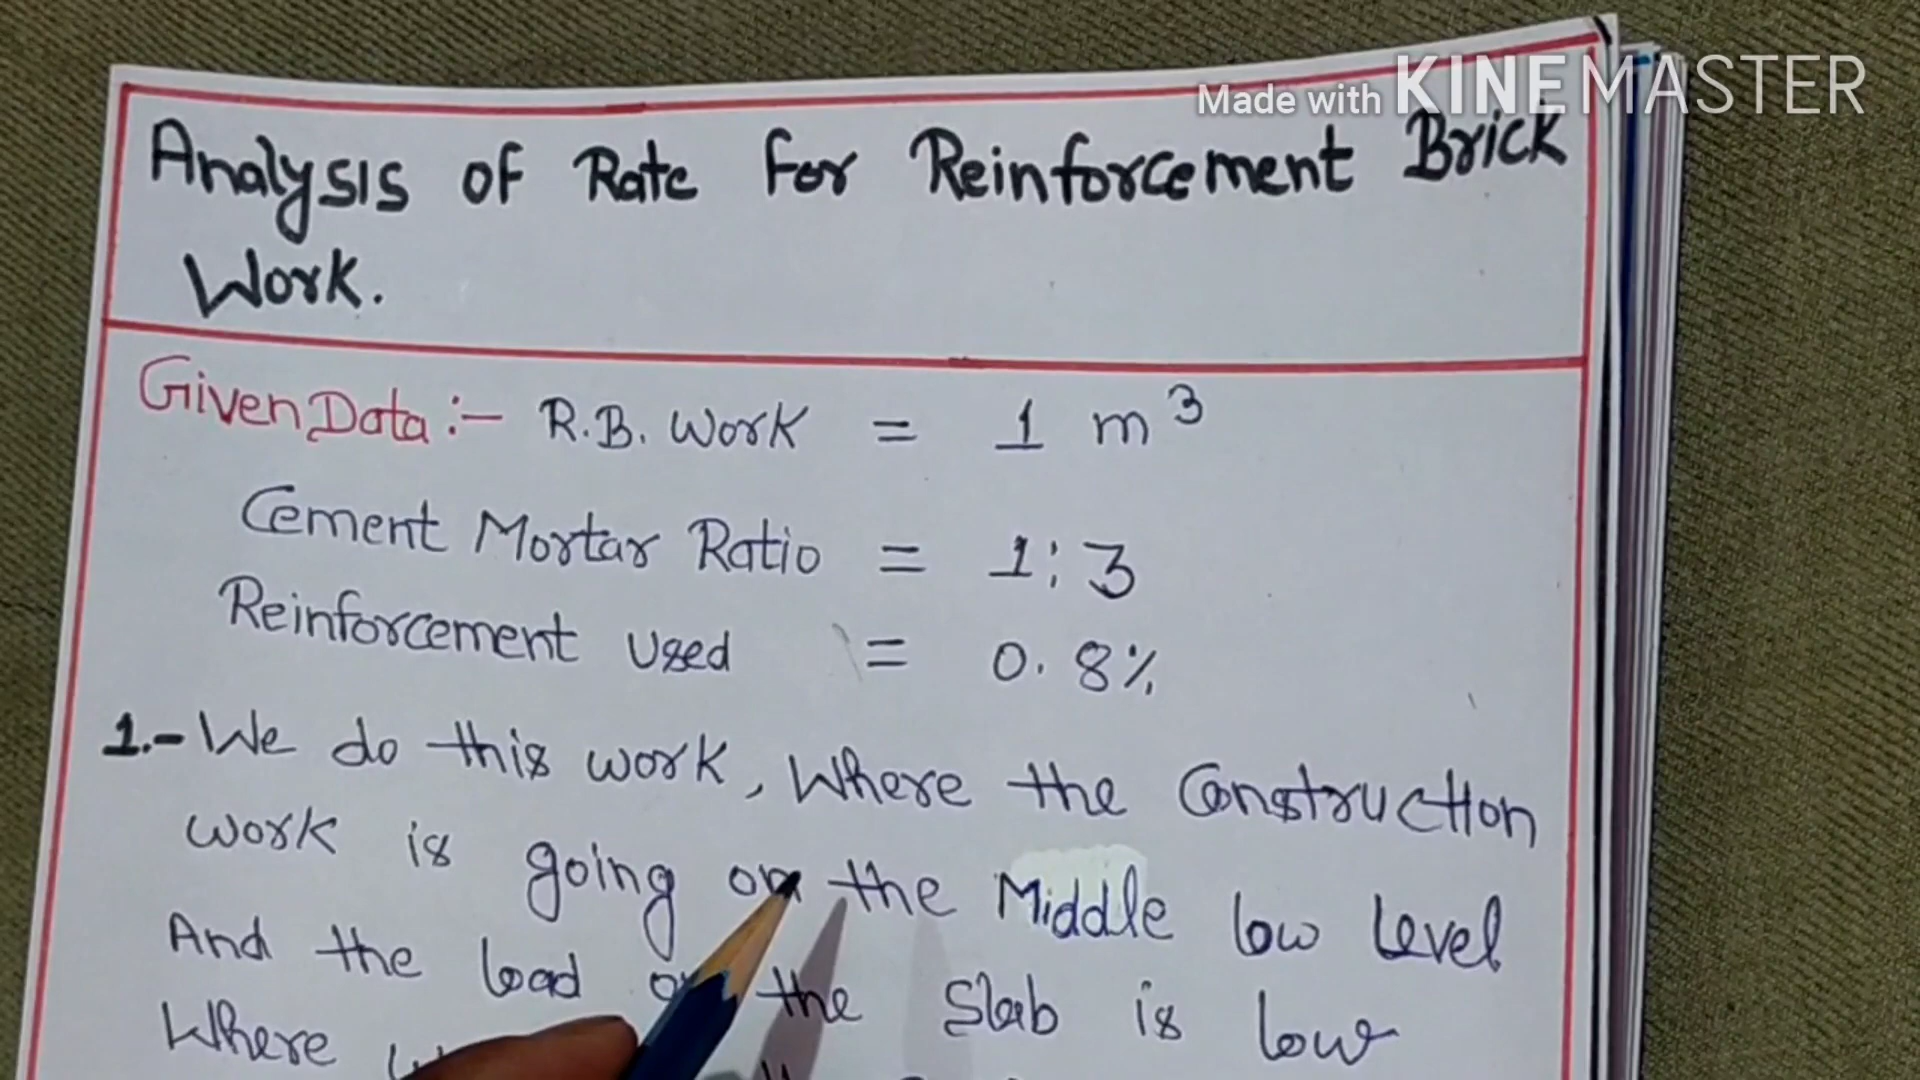 Made with KINEMASTER
Analysis of Rate For Reinforcement Brick
Work.
Given Data :- R.B. Work = 1 m³
Cement Mortar Ratio = 1:3
Reinforcement Used = 0.8%
1.- We do this work, Where the Construction
work is going on the Middle low Level
And the load the Slab is low
Where